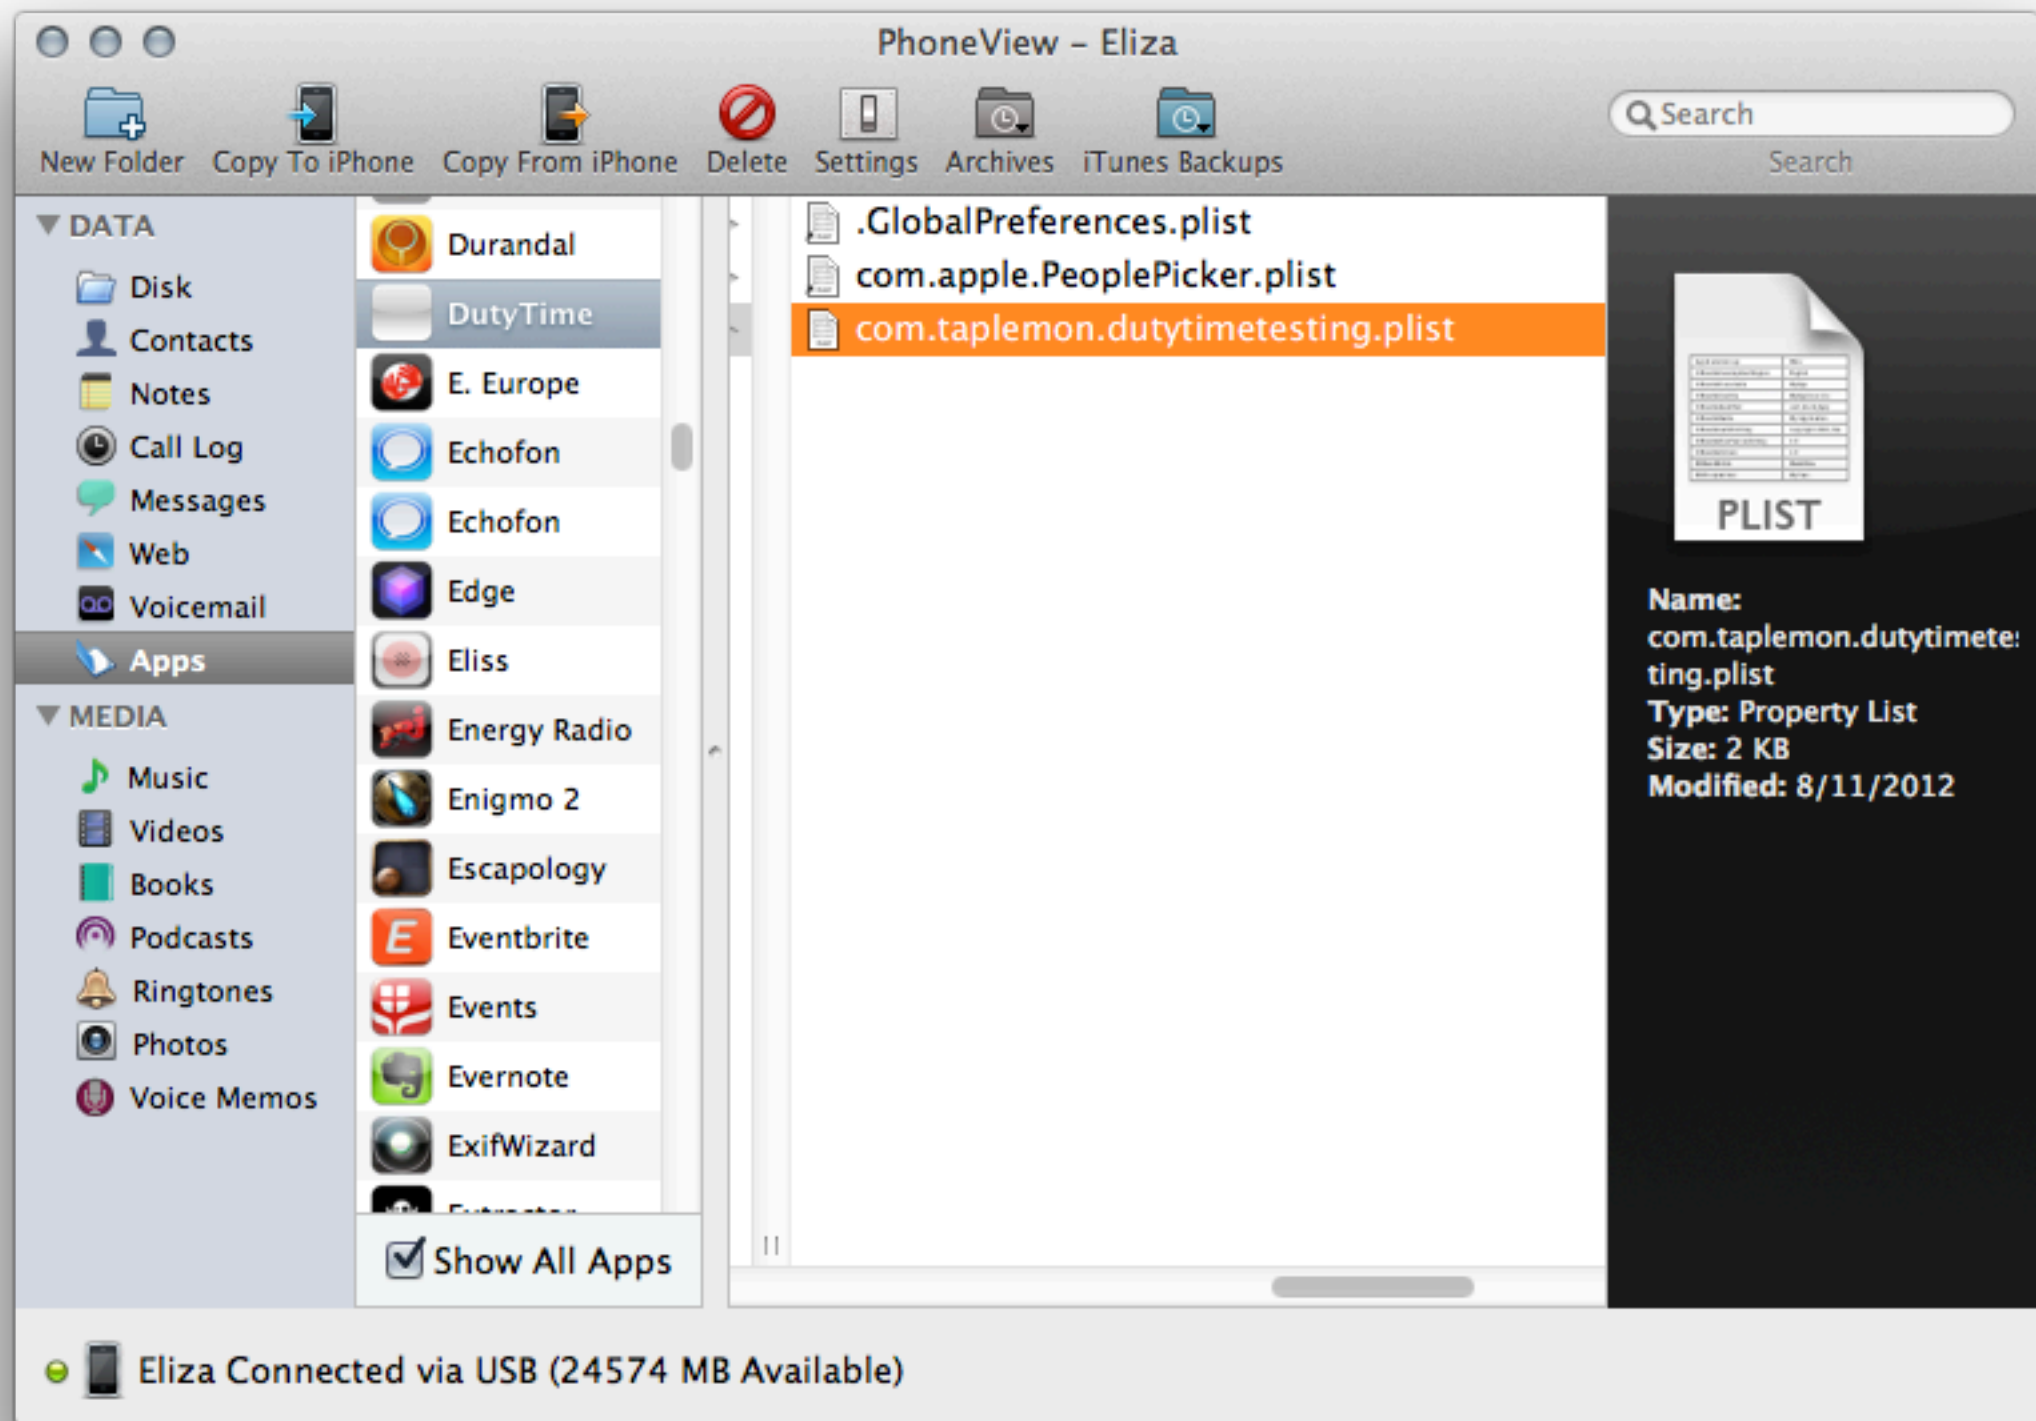 PhoneView – Eliza
New Folder
Copy To iPhone
Copy From iPhone
Delete
Settings
Archives
iTunes Backups
Search
Search
DATA
Disk
Contacts
Notes
Call Log
Messages
Web
Voicemail
Apps
MEDIA
Music
Videos
Books
Podcasts
Ringtones
Photos
Voice Memos
Durandal
DutyTime
E. Europe
Echofon
Echofon
Edge
Eliss
Energy Radio
Enigmo 2
Escapology
E
Eventbrite
Events
Evernote
ExifWizard
Show All Apps
.GlobalPreferences.plist
com.apple.PeoplePicker.plist
com.taplemon.dutytimetesting.plist
PLIST
Name:
com.taplemon.dutytimetes
ting.plist
Type: Property List
Size: 2 KB
Modified: 8/11/2012
Eliza Connected via USB (24574 MB Available)